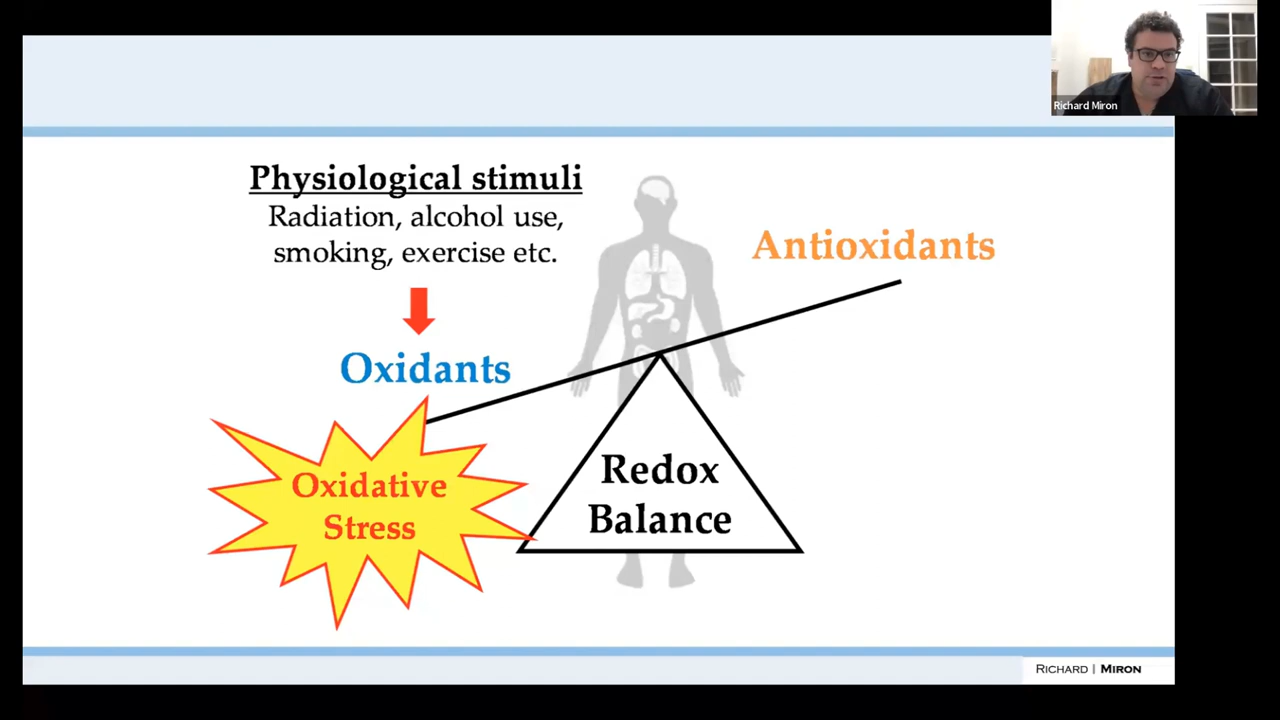 Richard Miron
Physiological stimuli
Radiation, alcohol use,
smoking, exercise etc.
Antioxidants
Oxidants
Oxidative
Stress
Redox
Balance
RICHARD | MIRON